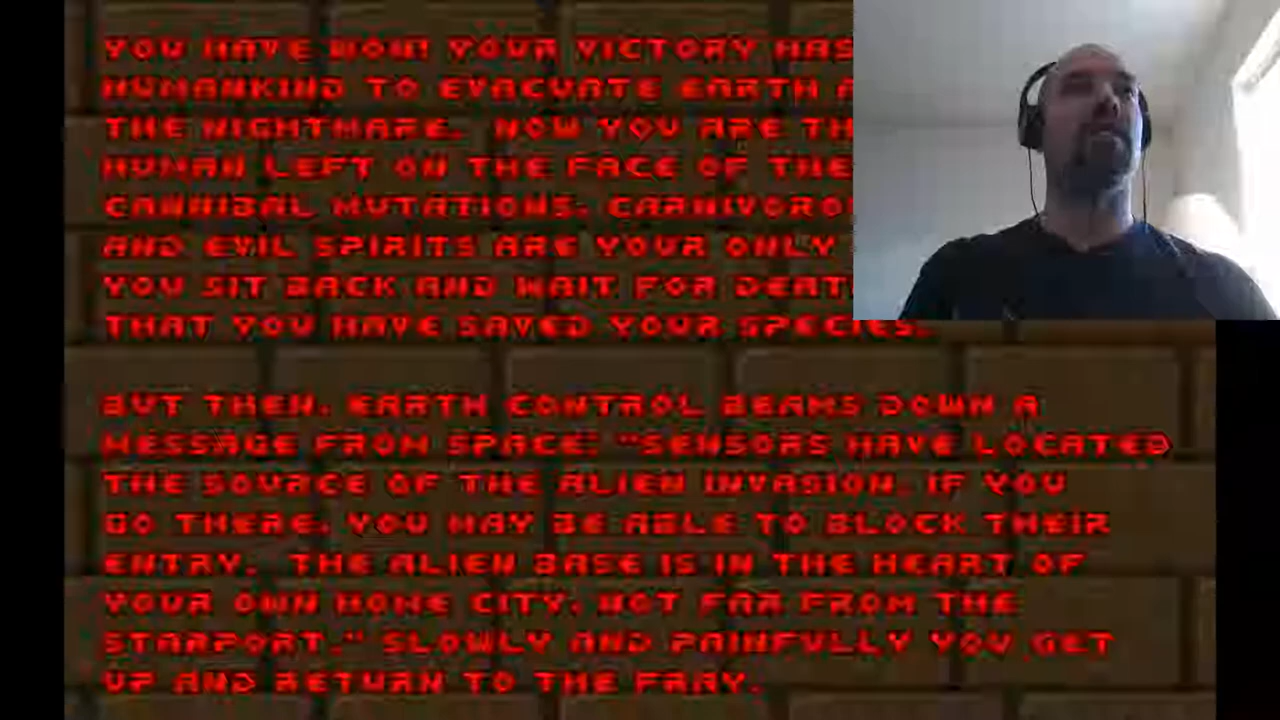 YOU HAVE WON! YOUR VICTORY HAS
HUMANKIND TO EVACUATE EARTH
THE NIGHTMARE. NOW YOU ARE
HUMAN LEFT ON THE FACE OF THE
CANNIBAL MUTATIONS,
AND EVIL SPIRITS ARE YOUR ONLY
YOU SIT BACK AND WAIT FOR
THAT YOU HAVE SAVED YOUR SPECIES.
BUT THEN, EARTH CONTROL BEAMS DOWN A
MESSAGE FROM SPACE: "SENSORS HAVE LOCATED
THE SOURCE OF THE ALIEN INVASION. IF YOU
GO THERE, YOU MAY BE ABLE TO BLOCK THEIR
ENTRY. THE ALIEN BASE IS IN THE HEART OF
YOUR OWN HOME CITY, NOT FAR FROM THE
STARPORT." SLOWLY AND PAINFULLY YOU GET
UP AND RETURN TO THE FRAY.